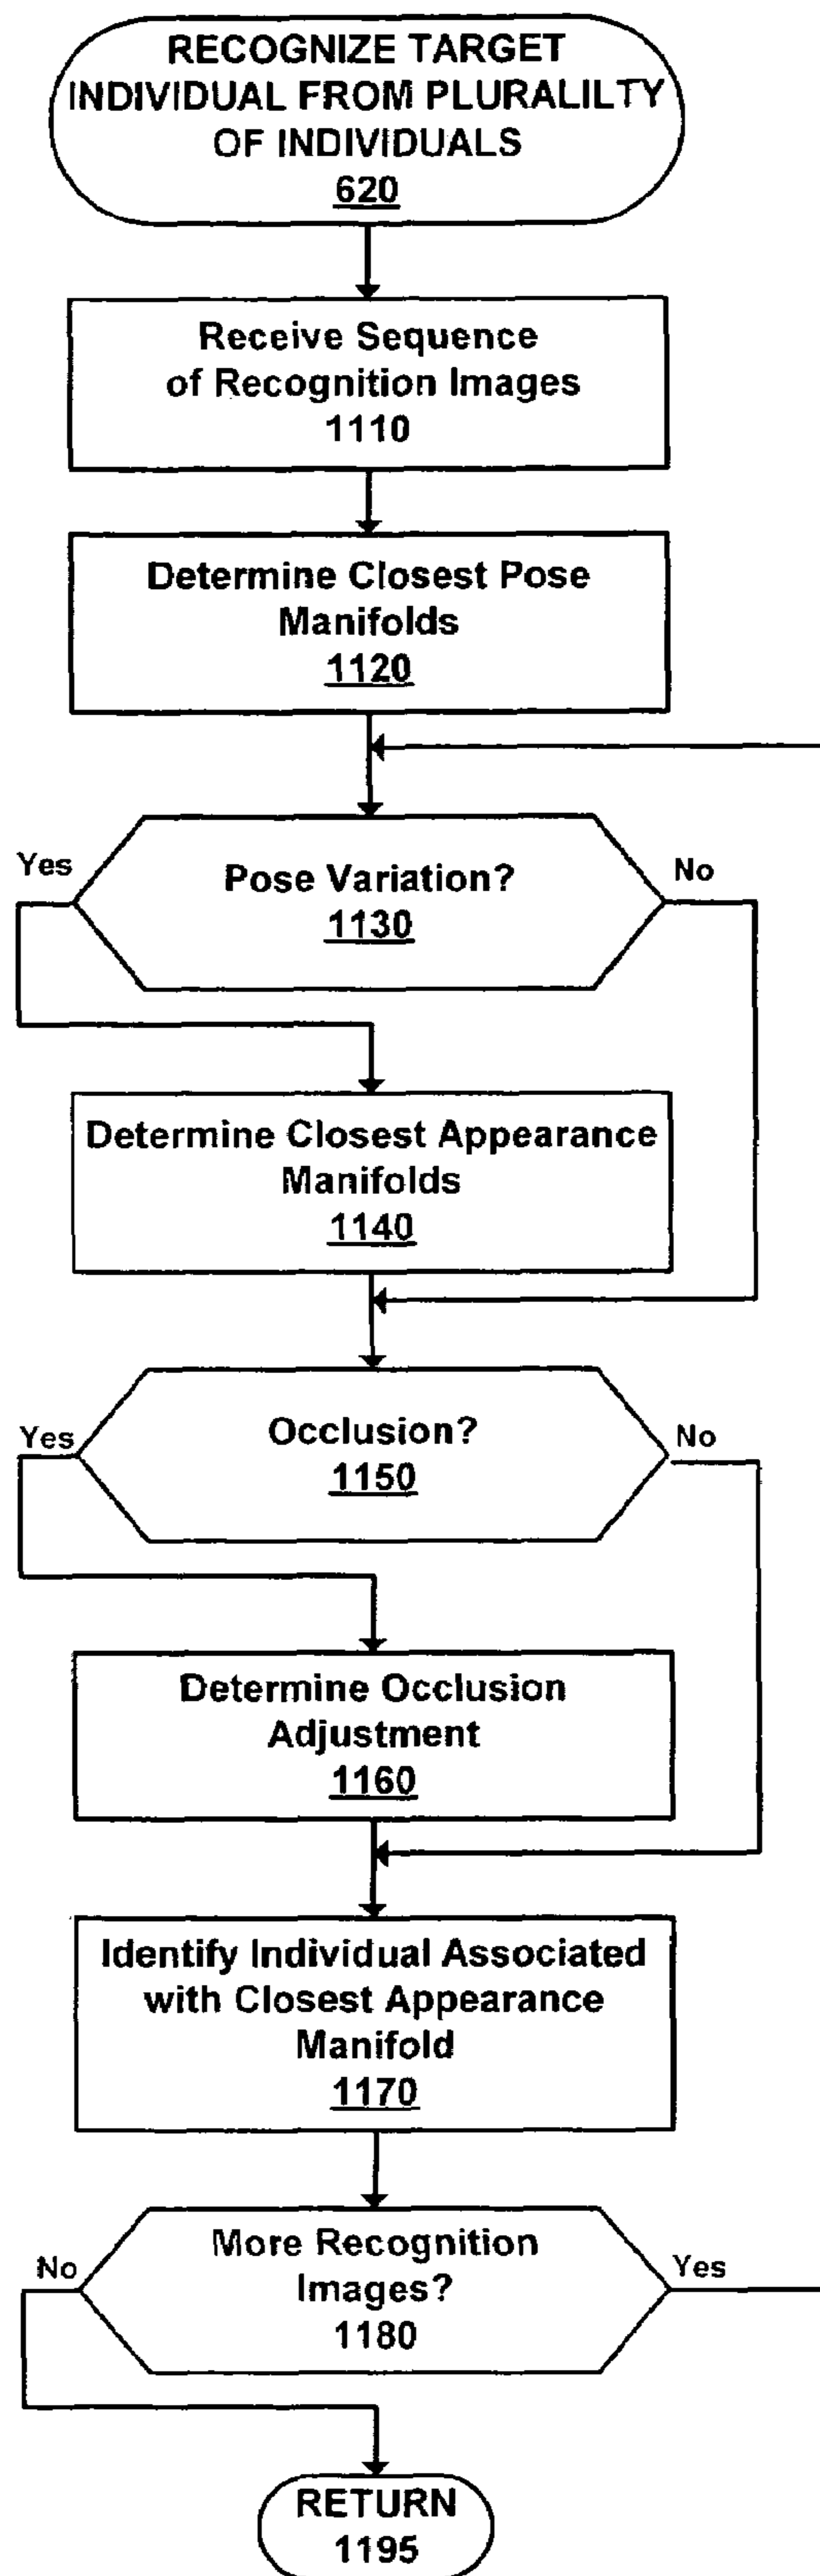 RECOGNIZE TARGET
INDIVIDUAL FROM PLURALILTY
OF INDIVIDUALS
620
Receive Sequence
of Recognition Images
1110
Determine Closest Pose
Manifolds
1120
Yes
Pose Variation?
No
1130
Determine Closest Appearance
Manifolds
1140
Yes
Occlusion?
No
1150
Determine Occlusion
Adjustment
1160
Identify Individual Associated
with Closest Appearance
Manifold
1170
No
More Recognition
Images?
Yes
1180
RETURN
1195